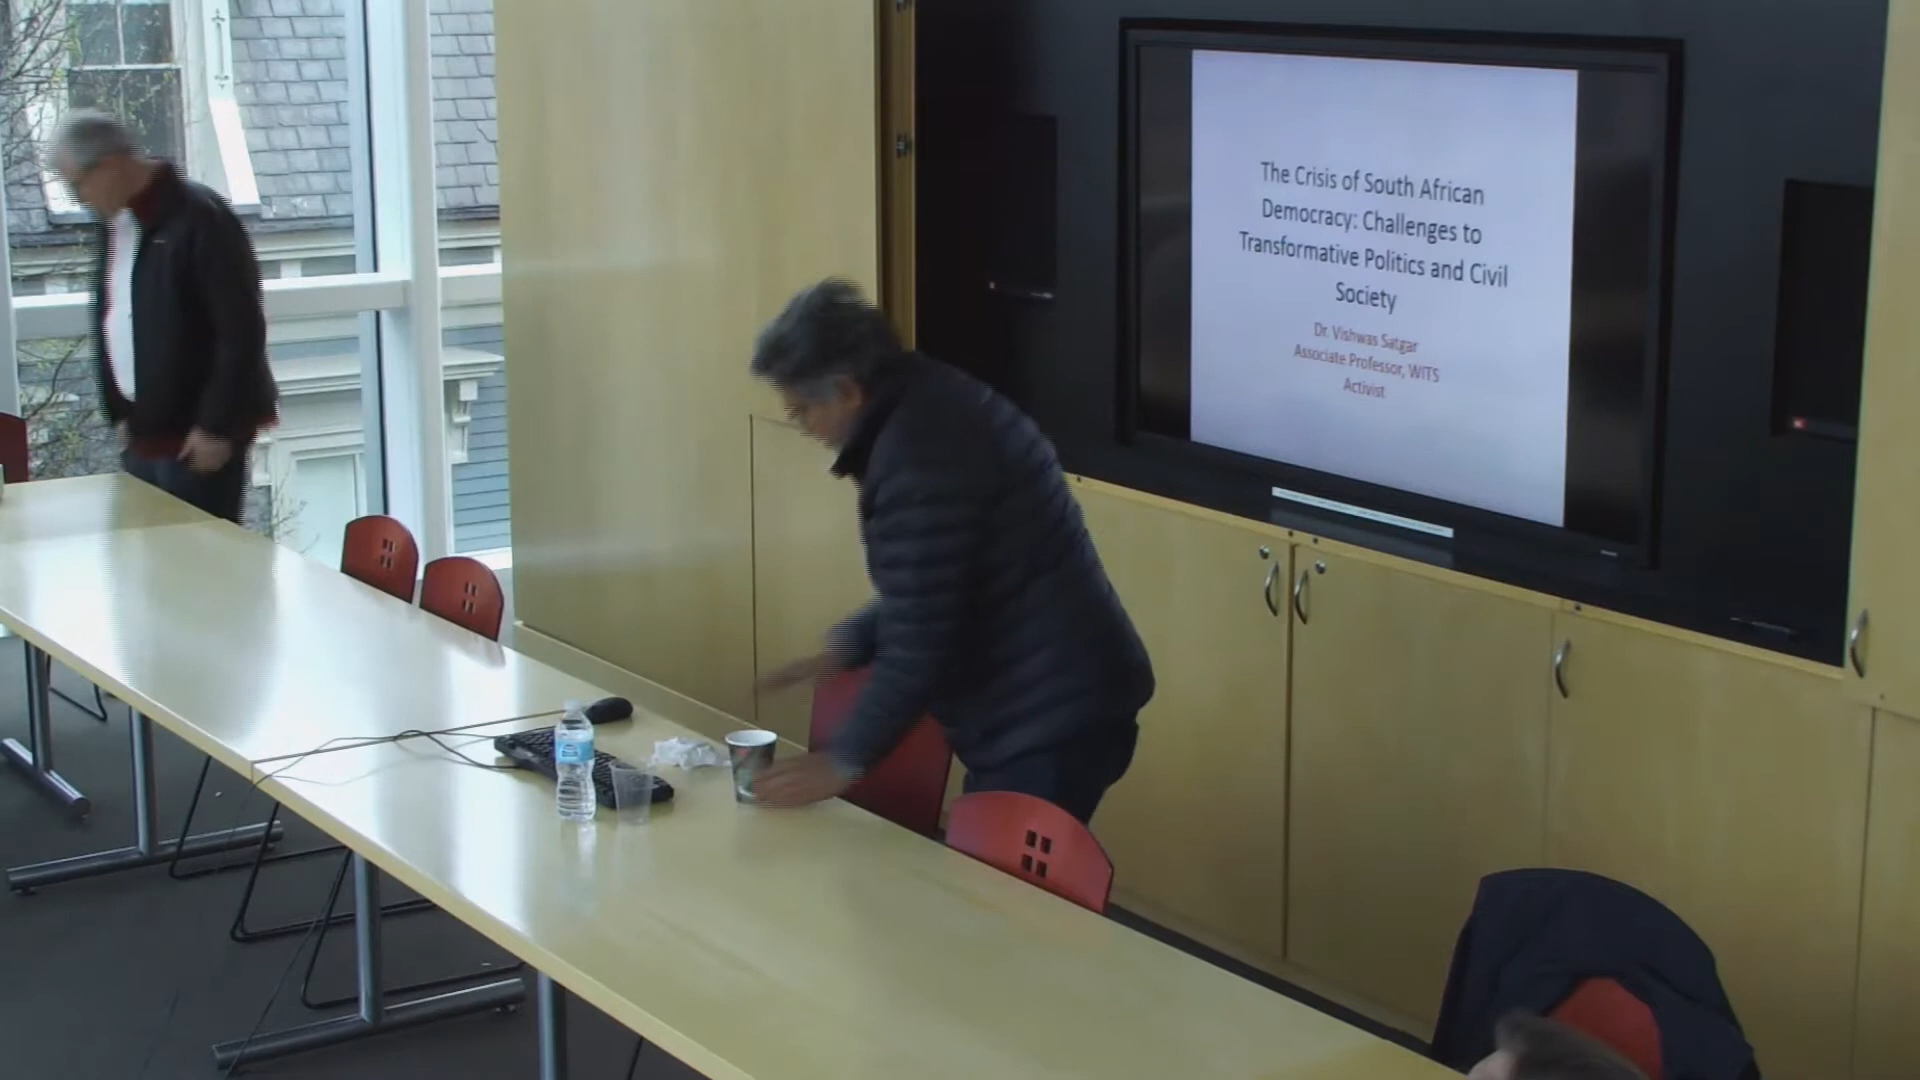 The Crisis of South African
Democracy: Challenges to
Transformative Politics and Civil
Society
Dr. Vishwas Satgar
Associate Professor, WITS
Activist